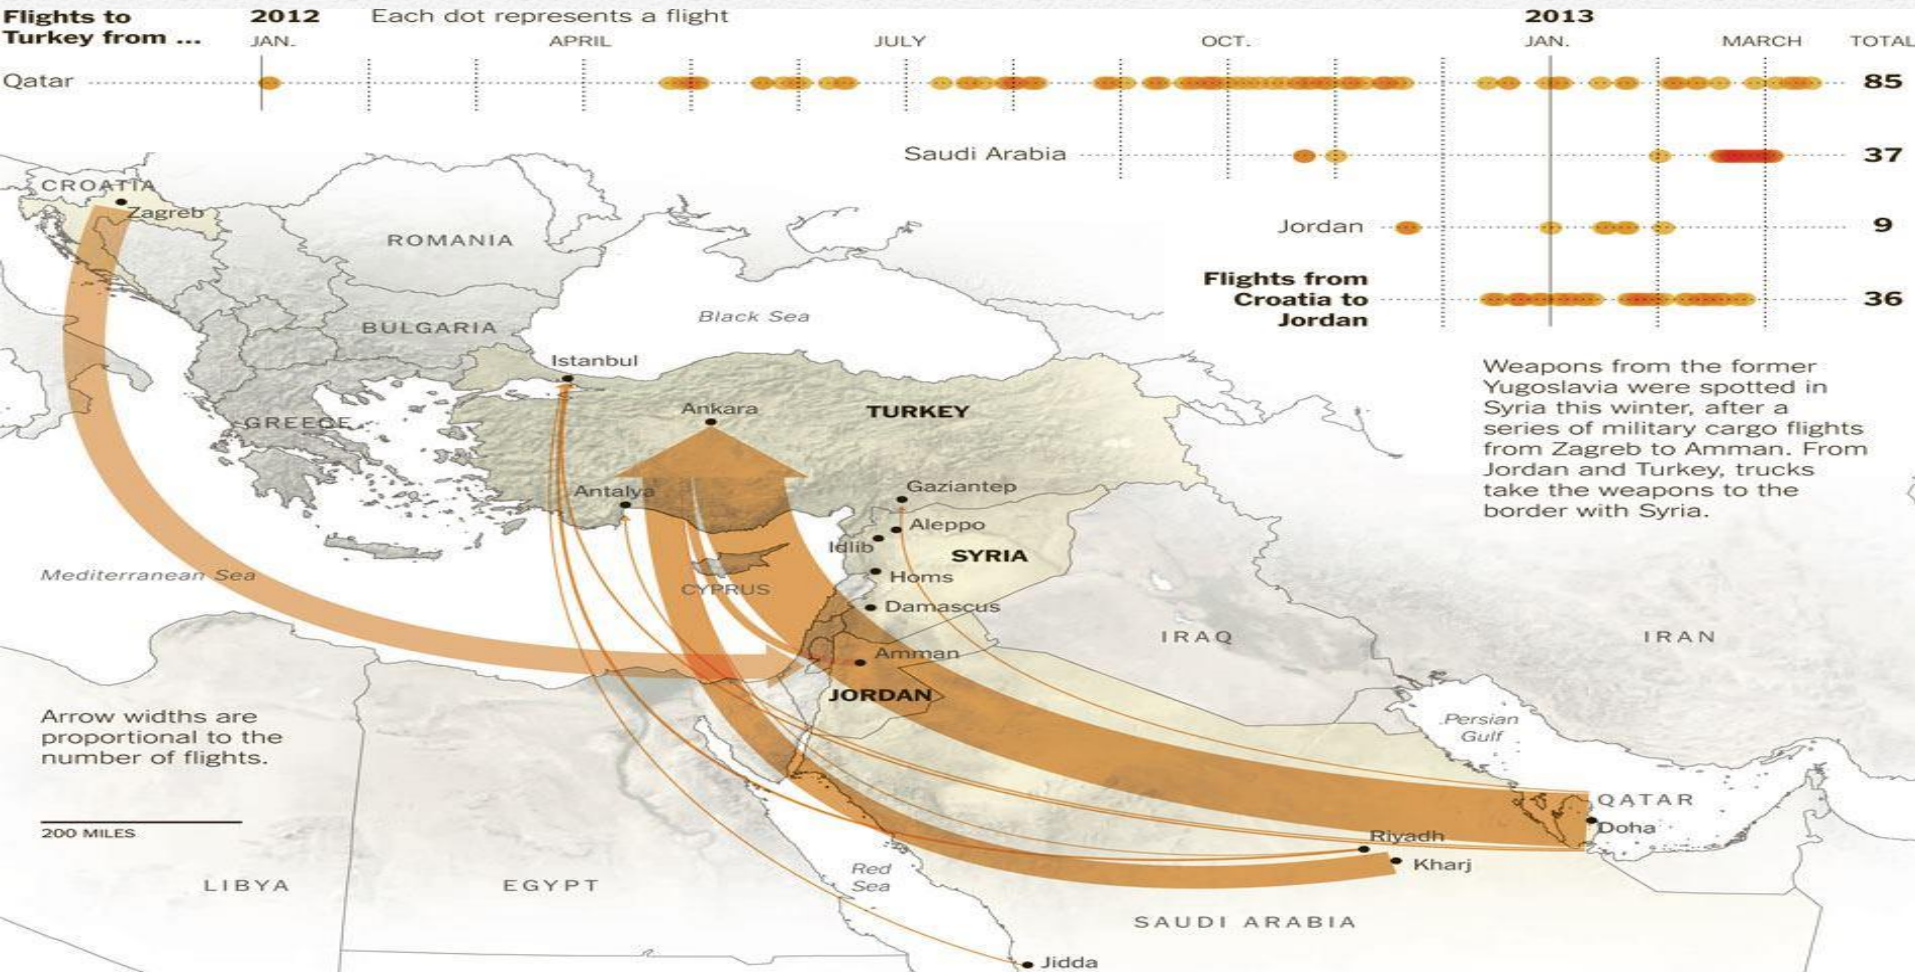 Flights to
Turkey from ...
2012 Each dot represents a flight 2013
JAN. APRIL JULY OCT. JAN. MARCH TOTAL
Qatar 85
Saudi Arabia 37
Jordan 9
Flights from
Croatia to
Jordan
36
CROATIA
Zagreb
ROMANIA
BULGARIA
Black Sea
Istanbul
GREECE
Ankara
TURKEY
Weapons from the former
Yugoslavia were spotted in
Syria this winter, after a
series of military cargo flights
from Zagreb to Amman. From
Jordan and Turkey, trucks
take the weapons to the
border with Syria.
Antalya
Gaziantep
Aleppo
Idlib
SYRIA
Mediterranean Sea
CYPRUS
Homs
Damascus
IRAQ
IRAN
Amman
JORDAN
Arrow widths are
proportional to the
number of flights.
Persian
Gulf
200 MILES
QATAR
Doha
Riyadh
Kharj
LIBYA
EGYPT
Red
Sea
SAUDI ARABIA
Jidda